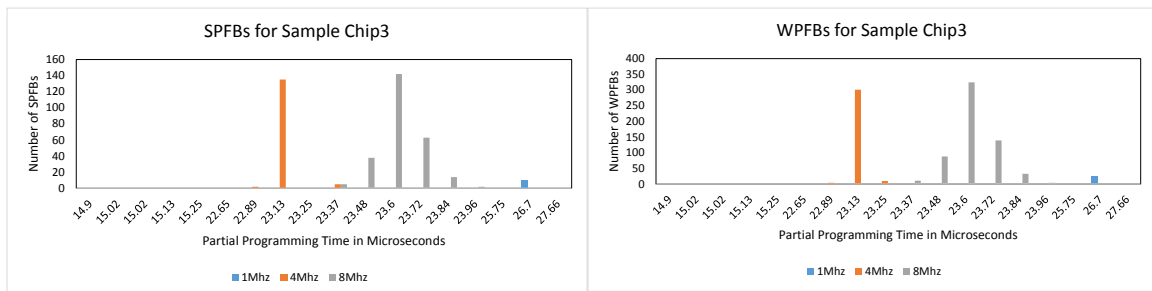 SPFBs for Sample Chip3
Number of SPFBs
160
140
120
100
80
60
40
20
0
14.9 15.02 15.02 15.13 15.25 22.65 22.89 23.13 23.25 23.37 23.48 23.6 23.72 23.84 23.96 25.75 26.7 27.66
Partial Programming Time in Microseconds
1Mhz 4Mhz 8Mhz
WPFBs for Sample Chip3
Number of WPFBs
400
350
300
250
200
150
100
50
0
14.9 15.02 15.02 15.13 15.25 22.65 22.89 23.13 23.25 23.37 23.48 23.6 23.72 23.84 23.96 25.75 26.7 27.66
Partial Programming Time in Microseconds
1Mhz 4Mhz 8Mhz